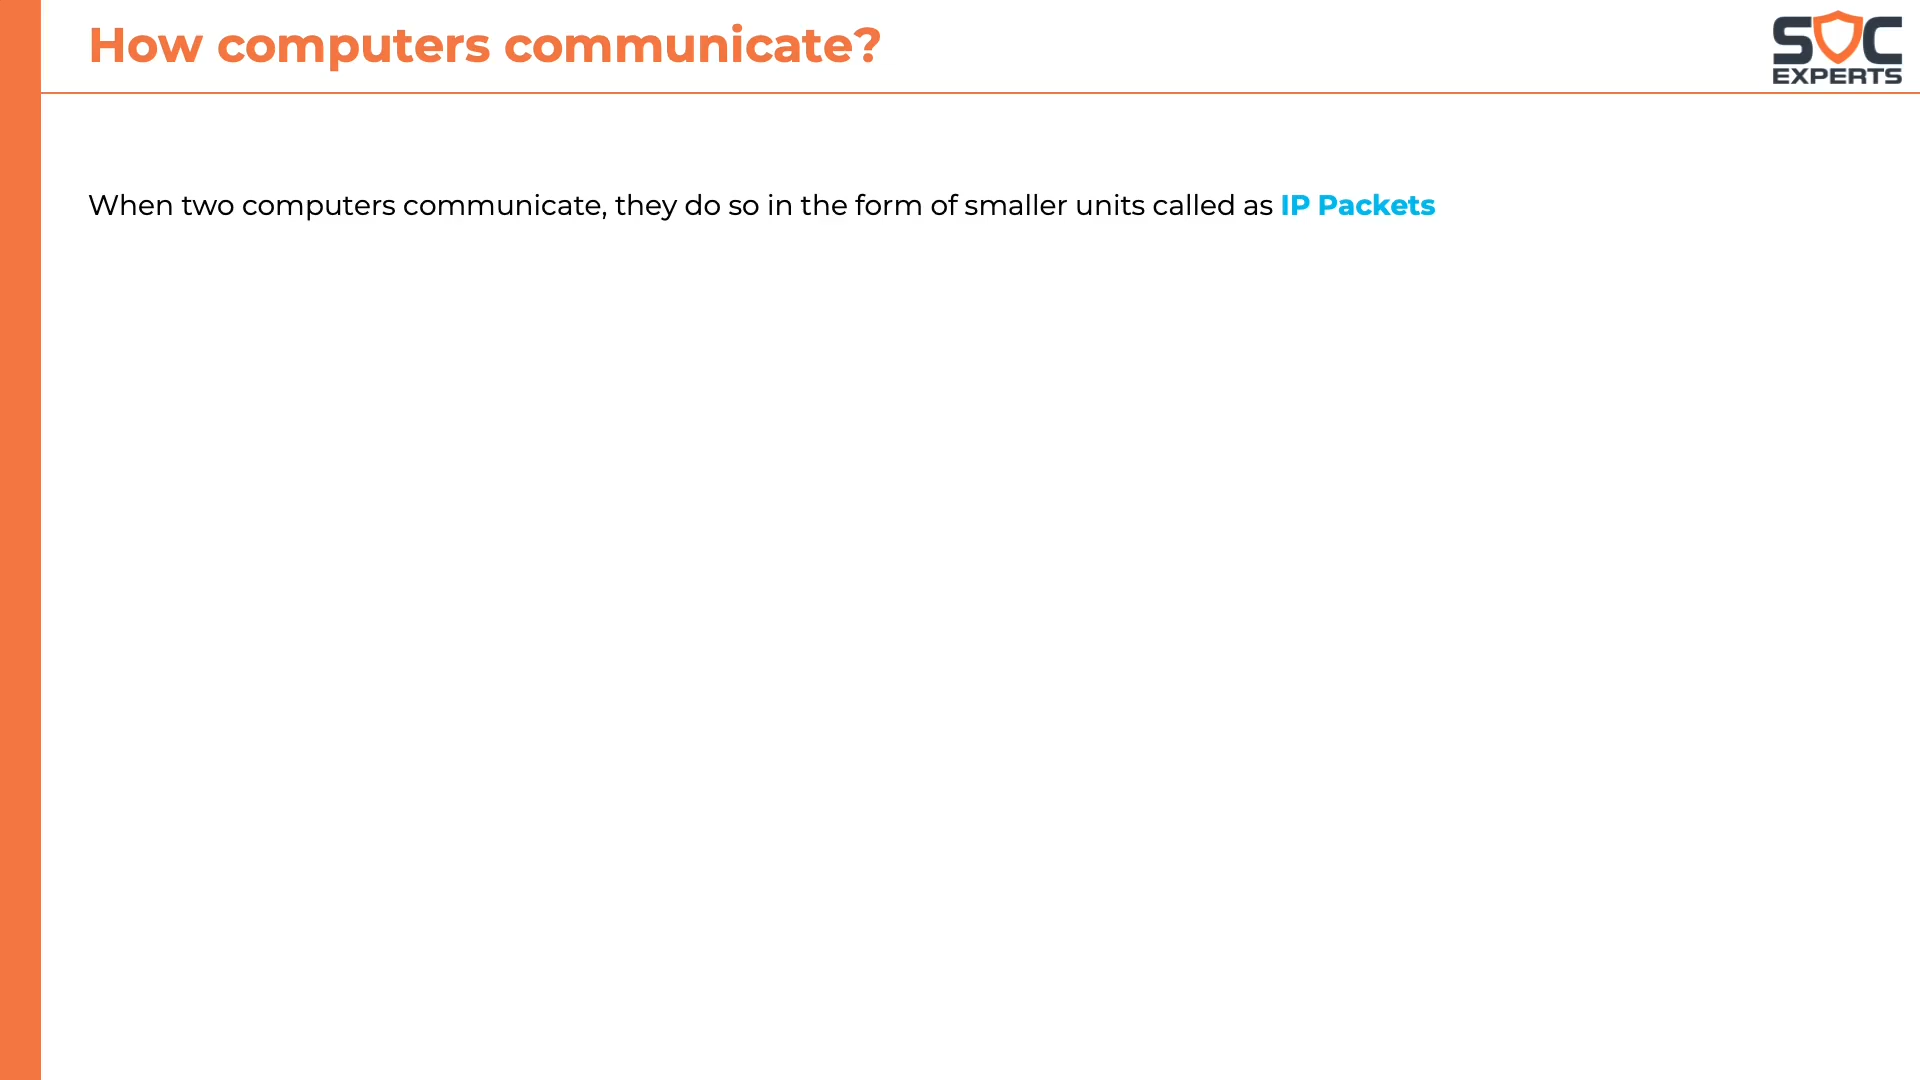 How computers communicate?
SOC
EXPERTS
When two computers communicate, they do so in the form of smaller units called as IP Packets